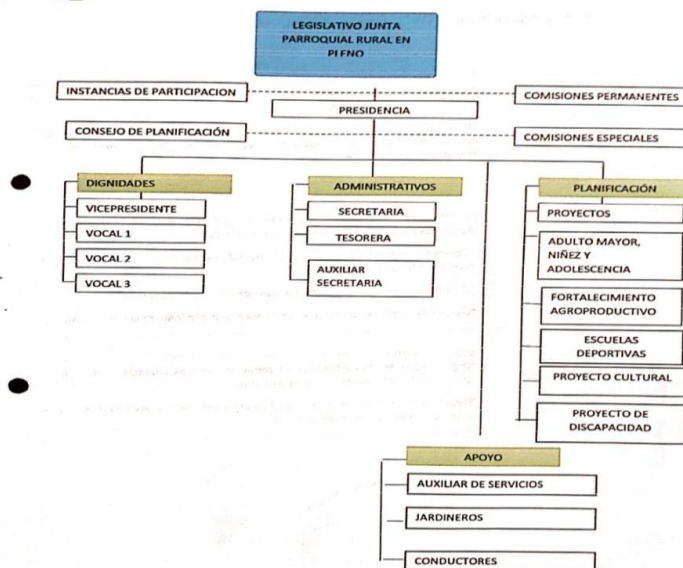 LEGISLATIVO JUNTA
PARROQUIAL RURAL EN
PLENO
INSTANCIAS DE PARTICIPACION
COMISIONES PERMANENTES
PRESIDENCIA
CONSEJO DE PLANIFICACIÓN
COMISIONES ESPECIALES
DIGNIDADES
VICEPRESIDENTE
VOCAL 1
VOCAL 2
VOCAL 3
ADMINISTRATIVOS
SECRETARIA
TESORERA
AUXILIAR
SECRETARIA
PLANIFICACIÓN
PROYECTOS
ADULTO MAYOR,
NIÑEZ Y
ADOLESCENCIA
FORTALECIMIENTO
AGROPRODUCTIVO
ESCUELAS
DEPORTIVAS
PROYECTO CULTURAL
PROYECTO DE
DISCAPACIDAD
APOYO
AUXILIAR DE SERVICIOS
JARDINEROS
CONDUCTORES